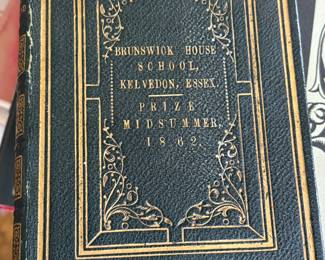 BRUNSWICK HOUSE
SCHOOL,
KELVEDON, ESSEX.
PRIZE
MIDSUMMER,
1862.